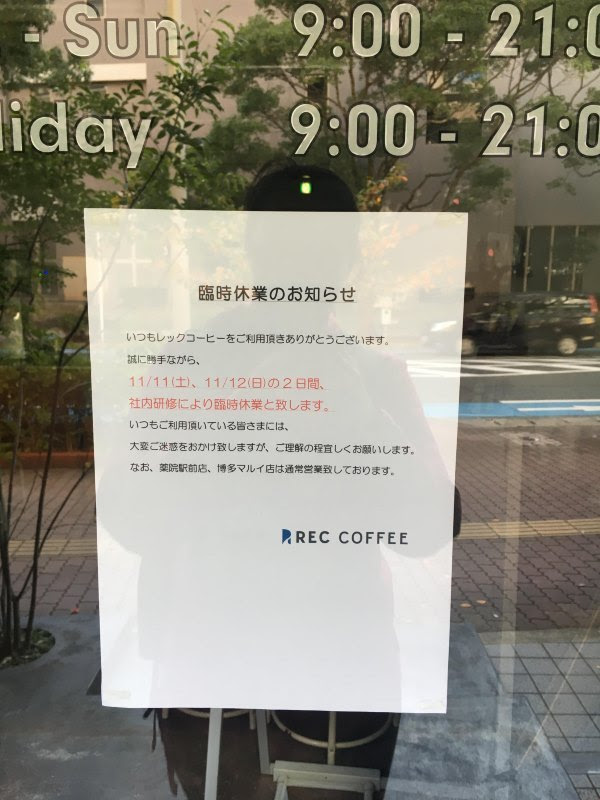 - Sun 9:00 - 21:0
liday 9:00 - 21:0
臨時休業のお知らせ
いつもレックコーヒーをご利用頂きありがとうございます。
誠に勝手ながら、
11/11(土)、11/12(日)の２日間、
社内研修により臨時休業と致します。
いつもご利用頂いている皆さまには、
大変ご迷惑をおかけ致しますが、ご理解の程宜しくお願いします。
なお、薬院駅前店、博多マルイ店は通常営業致しております。
REC COFFEE